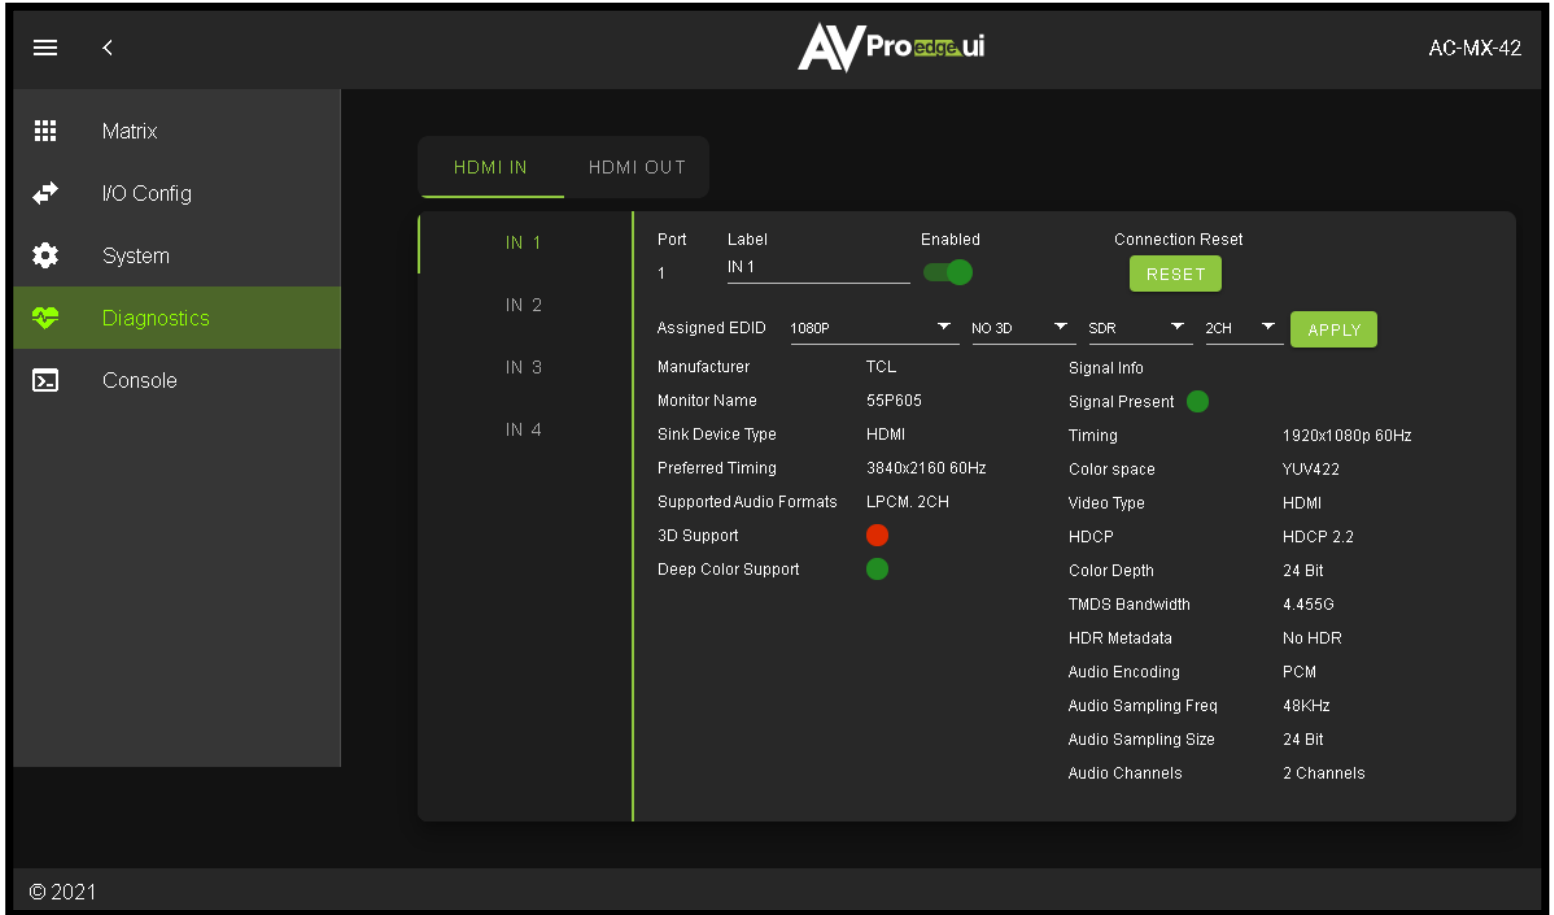 AVPro edge.ui
AC-MX-42
Matrix
I/O Config
System
Diagnostics
Console
HDMI IN HDMI OUT
IN 1
IN 2
IN 3
IN 4
Port Label Enabled Connection Reset
1 IN 1 RESET
Assigned EDID 1080P NO 3D SDR 2CH APPLY
Manufacturer TCL
Monitor Name 55P605
Sink Device Type HDMI
Preferred Timing 3840x2160 60Hz
Supported Audio Formats LPCM. 2CH
3D Support
Deep Color Support
Signal Info
Signal Present
Timing 1920x1080p 60Hz
Color space YUV422
Video Type HDMI
HDCP HDCP 2.2
Color Depth 24 Bit
TMDS Bandwidth 4.455G
HDR Metadata No HDR
Audio Encoding PCM
Audio Sampling Freq 48KHz
Audio Sampling Size 24 Bit
Audio Channels 2 Channels
© 2021